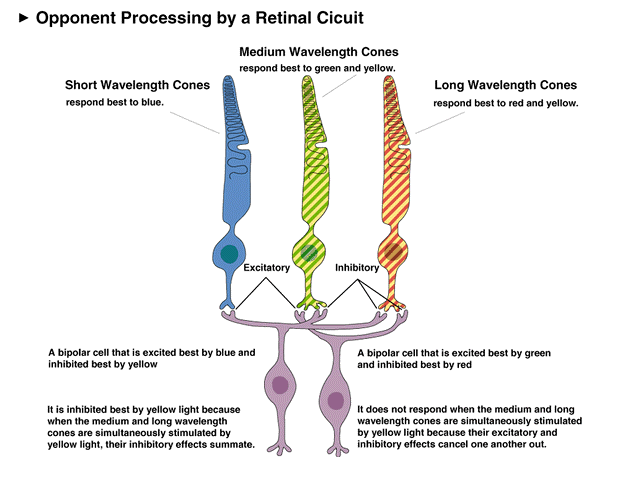 ► Opponent Processing by a Retinal Cicuit
Medium Wavelength Cones
respond best to green and yellow.
Short Wavelength Cones
respond best to blue.
Long Wavelength Cones
respond best to red and yellow.
Excitatory
Inhibitory
A bipolar cell that is excited best by blue and
inhibited best by yellow
A bipolar cell that is excited best by green
and inhibited best by red
It is inhibited best by yellow light because
when the medium and long wavelength
cones are simultaneously stimulated by
yellow light, their inhibitory effects summate.
It does not respond when the medium and long
wavelength cones are simultaneously stimulated
by yellow light because their excitatory and
inhibitory effects cancel one another out.